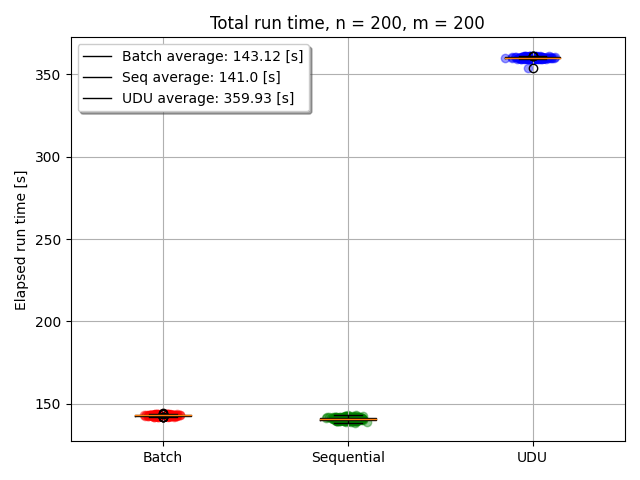 Total run time, n = 200, m = 200
Batch average: 143.12 [s]
Seq average: 141.0 [s]
UDU average: 359.93 [s]
Elapsed run time [s]
350
300
250
200
150
Batch
Sequential
UDU